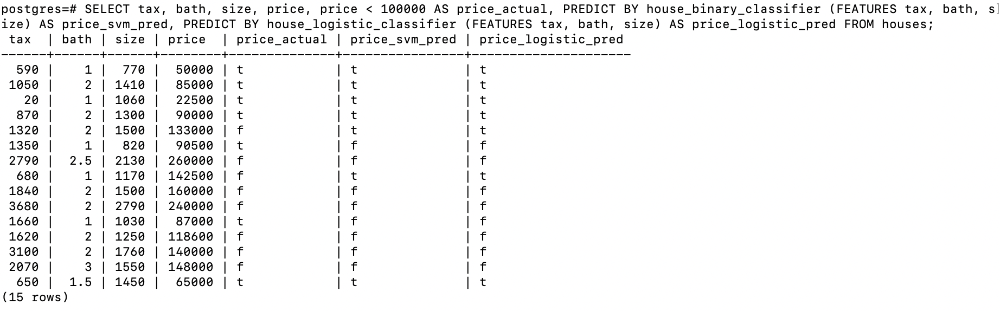 postgres=# SELECT tax, bath, size, price, price < 100000 AS price_actual, PREDICT BY house_binary_classifier (FEATURES tax, bath, s]
ize) AS price_svm_pred, PREDICT BY house_logistic_classifier (FEATURES tax, bath, size) AS price_logistic_pred FROM houses;
 tax  | bath | size | price  | price_actual | price_svm_pred | price_logistic_pred
------+------+------+--------+--------------+----------------+---------------------
  590 |    1 |  770 |  50000 | t            | t              | t
 1050 |    2 | 1410 |  85000 | t            | t              | t
   20 |    1 | 1060 |  22500 | t            | t              | t
  870 |    2 | 1300 |  90000 | t            | t              | t
 1320 |    2 | 1500 | 133000 | f            | t              | t
 1350 |    1 |  820 |  90500 | t            | f              | f
 2790 |  2.5 | 2130 | 260000 | f            | f              | f
  680 |    1 | 1170 | 142500 | f            | t              | t
 1840 |    2 | 1500 | 160000 | f            | f              | f
 3680 |    2 | 2790 | 240000 | f            | f              | f
 1660 |    1 | 1030 |  87000 | t            | f              | f
 1620 |    2 | 1250 | 118600 | f            | f              | f
 3100 |    2 | 1760 | 140000 | f            | f              | f
 2070 |    3 | 1550 | 148000 | f            | f              | f
  650 |  1.5 | 1450 |  65000 | t            | t              | t
(15 rows)